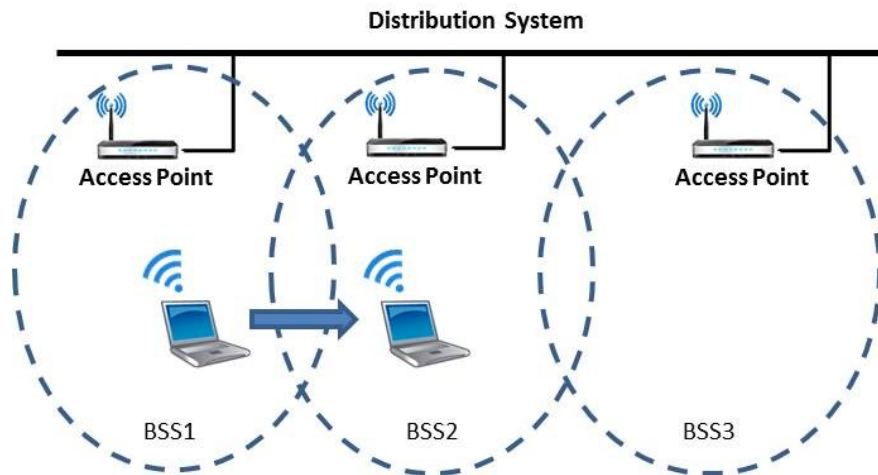 Distribution System
Access Point
Access Point
Access Point
BSS1
BSS2
BSS3